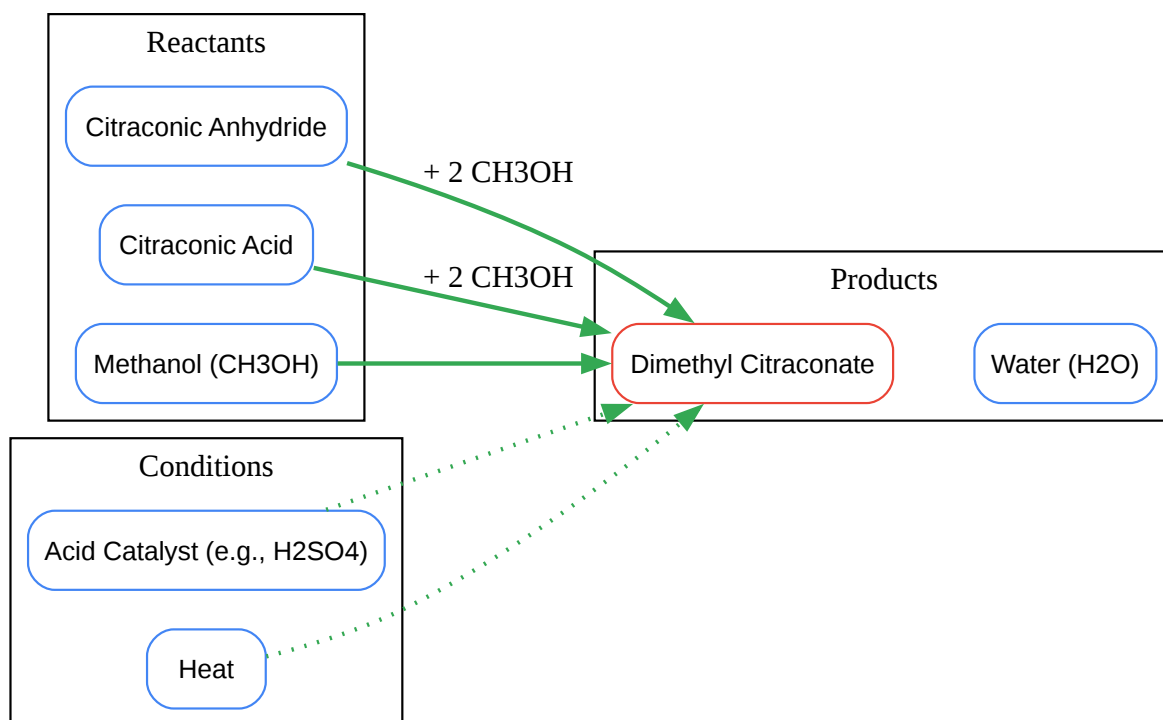 Reactants
Citraconic Anhydride
+ 2 CH3OH
Citraconic Acid
+ 2 CH3OH
Methanol (CH3OH)
Products
Dimethyl Citraconate
Water (H2O)
Conditions
Acid Catalyst (e.g., H2SO4)
Heat